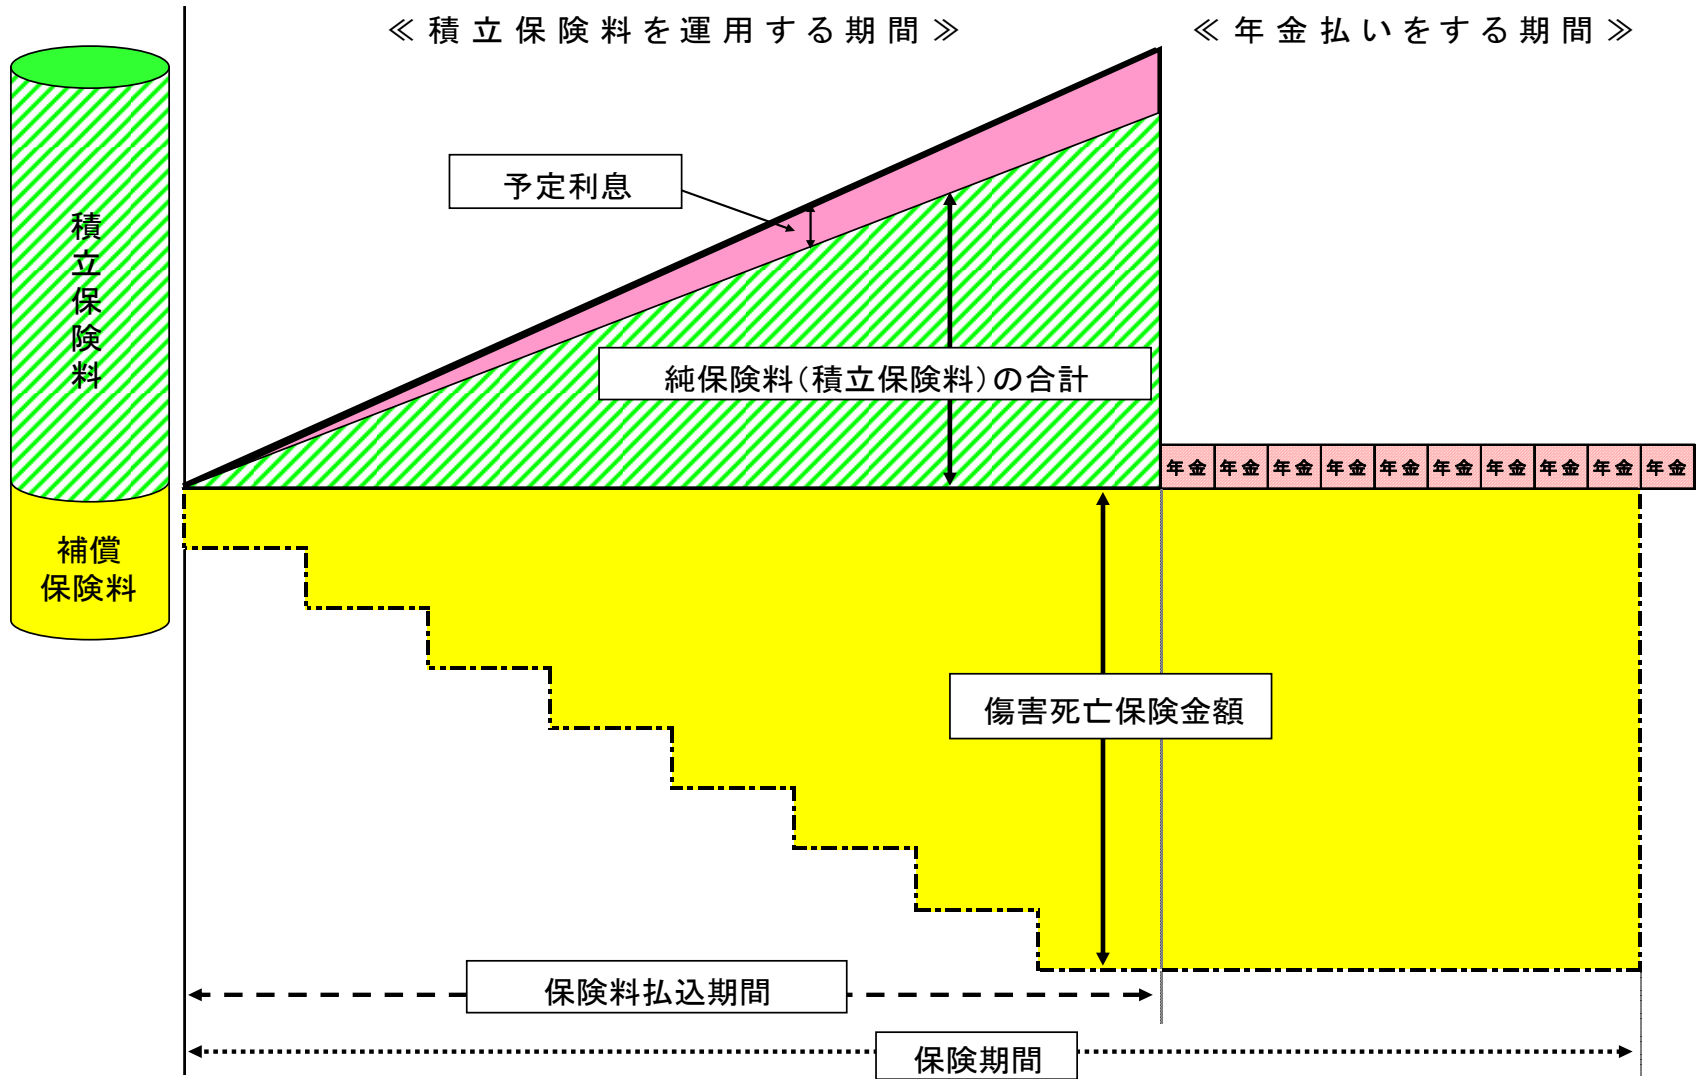 ≪積立保険料を運用する期間≫
≪年金払いをする期間≫
予定利息
積立保険料
純保険料(積立保険料)の合計
年金 年金 年金 年金 年金 年金 年金 年金 年金 年金
補償
保険料
傷害死亡保険金額
保険料払込期間
保険期間